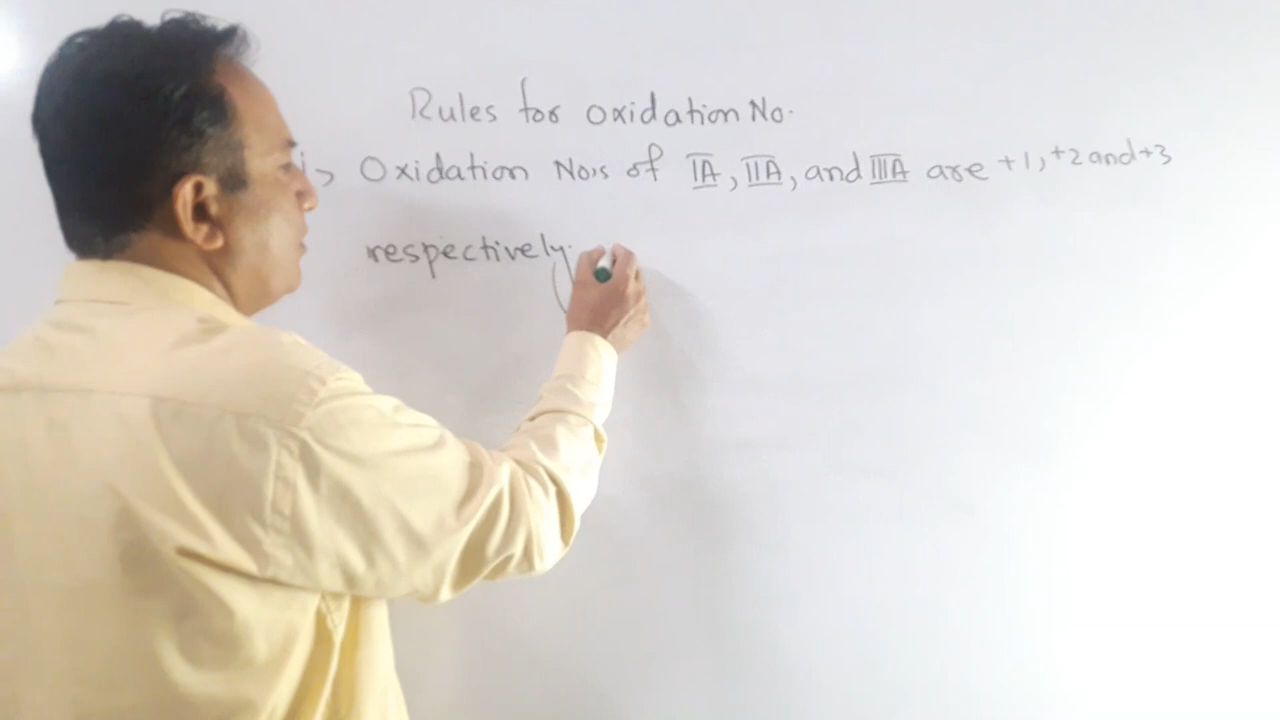 Rules for Oxidation No.
i, Oxidation No,s of IA, IIA, and IIIA are +1, +2 and +3
respectively.